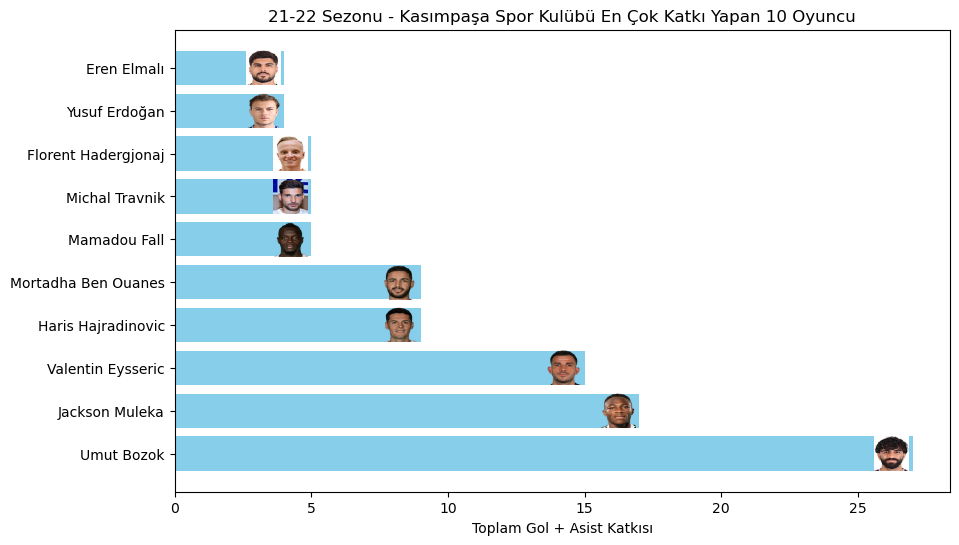 21-22 Sezonu - Kasımpaşa Spor Kulübü En Çok Katkı Yapan 10 Oyuncu
Eren Elmalı
Yusuf Erdoğan
Florent Hadergjonaj
Michal Travnik
Mamadou Fall
Mortadha Ben Ouanes
Haris Hajradinovic
Valentin Eysseric
Jackson Muleka
Umut Bozok
0 5 10 15 20 25
Toplam Gol + Asist Katkısı